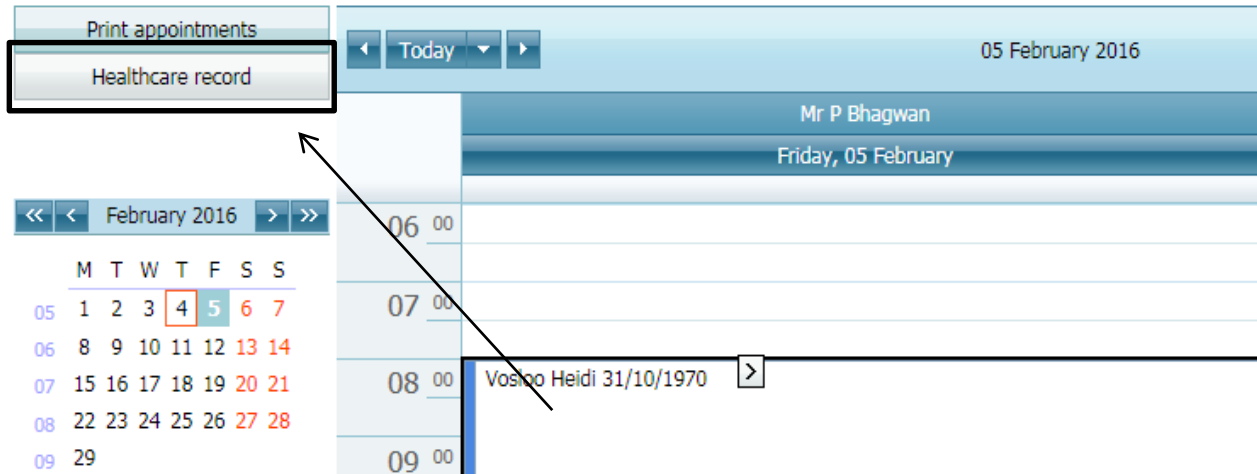 Print appointments
Healthcare record
Today
05 February 2016
Mr P Bhagwan
Friday, 05 February
February 2016
M T W T F S S
05 1 2 3 4 5 6 7
06 8 9 10 11 12 13 14
07 15 16 17 18 19 20 21
08 22 23 24 25 26 27 28
09 29
06 00
07 00
08 00 Vosloo Heidi 31/10/1970
09 00